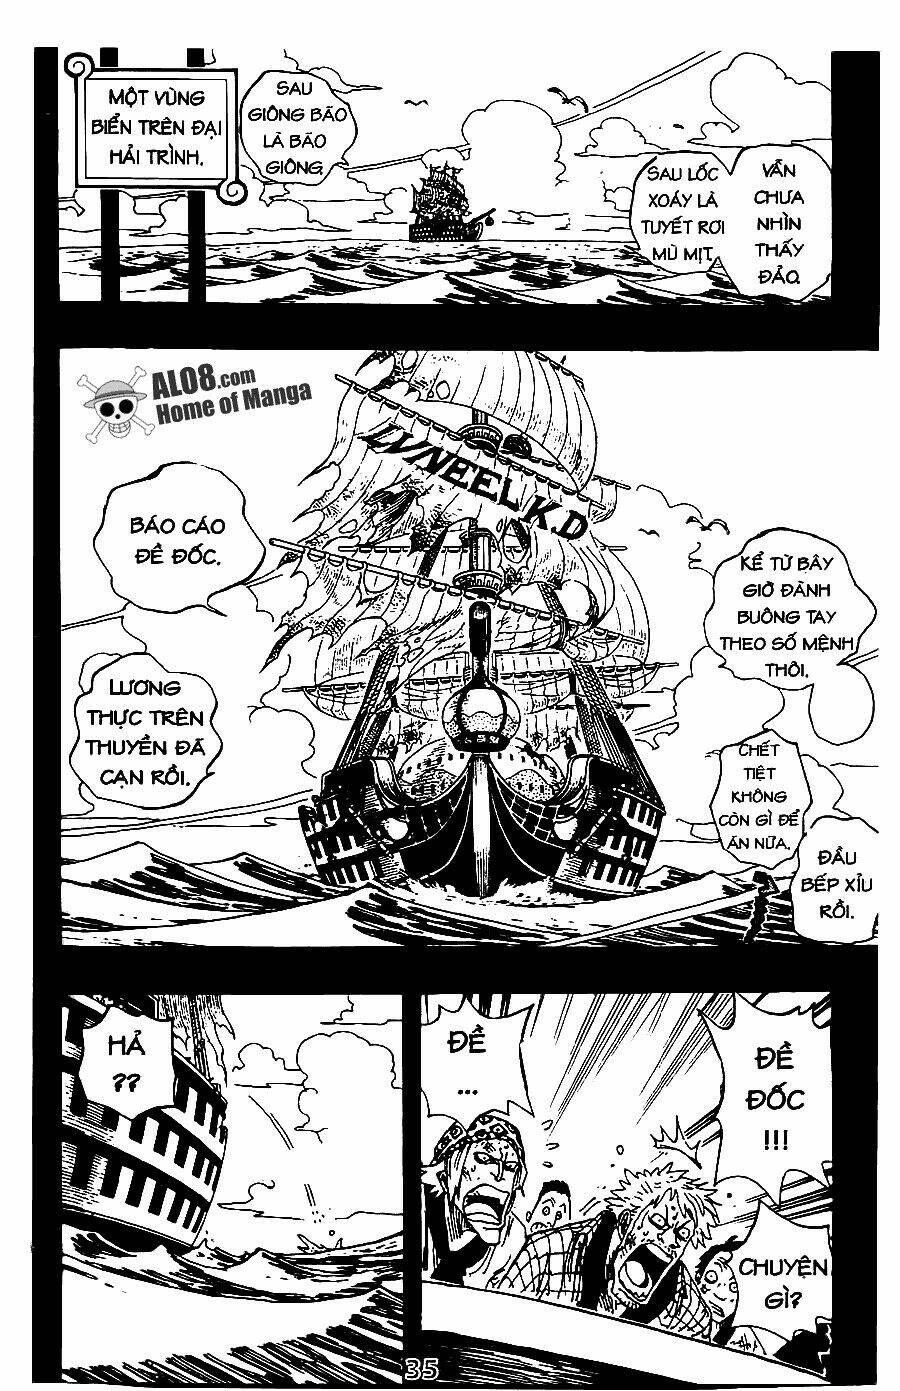 MỘT VÙNG
BIỂN TRÊN ĐẠI
HẢI TRÌNH.
VẪN
CHƯA
NHÌN
THẤY
ĐẢO.
SAU LỐC
XOÁY LÀ
TUYẾT RƠI
MÙ MỊT.
SAU
GIÔNG BÃO
LÀ BÃO
GIÔNG.
AL08.com
Home of Manga
LVNEEL K.D
BÁO CÁO
ĐỀ ĐỐC.
KỂ TỪ BÂY
GIỜ ĐÀNH
BUÔNG TAY
THEO SỐ MỆNH
THÔI.
LƯƠNG
THỰC TRÊN
THUYỀN ĐÃ
CẠN RỒI.
CHẾT
TIỆT
KHÔNG
CÒN GÌ ĐỂ
ĂN NỮA.
ĐẦU
BẾP XỈU
RỒI.
ĐỀ
ĐỐC
!!!
ĐỀ
...
CHUYỆN
GÌ?
HẢ
??
35